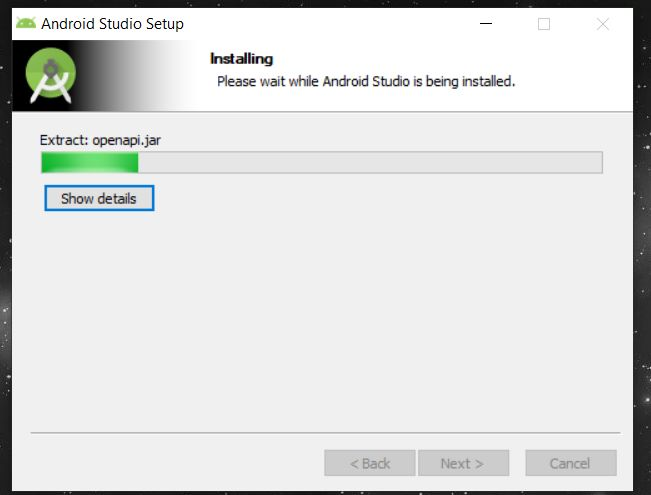 Android Studio Setup
Installing
Please wait while Android Studio is being installed.
Extract: openapi.jar
Show details
< Back
Next >
Cancel